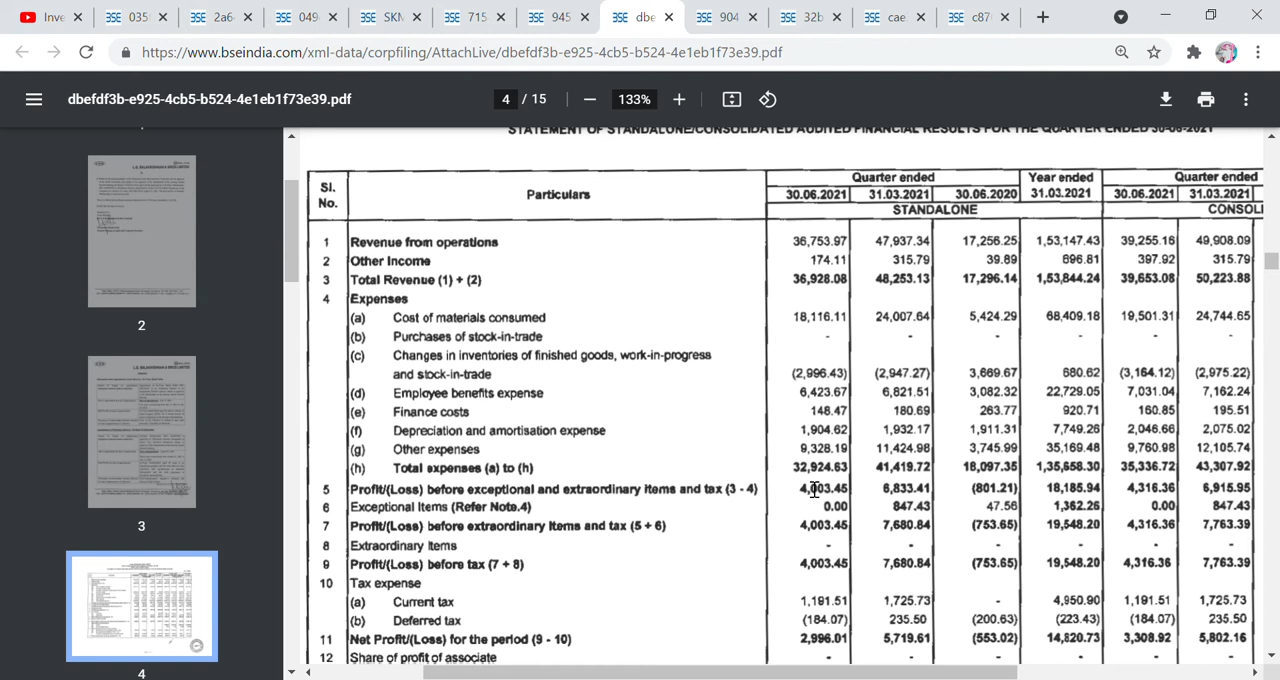 Inve
035
2a6
049
SKN
715
945
dbe
904
32b
cae
c87
https://www.bseindia.com/xml-data/corpfiling/AttachLive/dbefdf3b-e925-4cb5-b524-4e1eb1f73e39.pdf
dbefdf3b-e925-4cb5-b524-4e1eb1f73e39.pdf
4 / 15
133%
2
3
4
STATEMENT OF STANDALONE/CONSOLIDATED AUDITED FINANCIAL RESULTS FOR THE QUARTER ENDED 30-06-2021
Sl. No. Particulars Quarter ended Year ended Quarter ended
30.06.2021 31.03.2021 30.06.2020 31.03.2021 30.06.2021 31.03.2021
STANDALONE CONSOLI
1 Revenue from operations 36,753.97 47,937.34 17,256.25 1,53,147.43 39,255.16 49,908.09
2 Other Income 174.11 315.79 39.89 696.81 397.92 315.79
3 Total Revenue (1) + (2) 36,928.08 48,253.13 17,296.14 1,53,844.24 39,653.08 50,223.88
4 Expenses
(a) Cost of materials consumed 18,116.11 24,007.64 5,424.29 68,409.18 19,501.31 24,744.65
(b) Purchases of stock-in-trade - - - - - -
(c) Changes in inventories of finished goods, work-in-progress
and stock-in-trade (2,996.43) (2,947.27) 3,669.67 680.62 (3,164.12) (2,975.22)
(d) Employee benefits expense 6,423.67 6,821.51 3,082.32 22,729.05 7,031.04 7,162.24
(e) Finance costs 148.47 180.69 263.77 920.71 160.85 195.51
(f) Depreciation and amortisation expense 1,904.62 1,932.17 1,911.31 7,749.26 2,046.66 2,075.02
(g) Other expenses 9,328.19 11,424.98 3,745.99 35,169.48 9,760.98 12,105.74
(h) Total expenses (a) to (h) 32,924.63 41,419.72 18,097.35 1,35,658.30 35,336.72 43,307.92
5 Profit/(Loss) before exceptional and extraordinary items and tax (3 - 4) 4,003.45 6,833.41 (801.21) 18,185.94 4,316.36 6,915.95
6 Exceptional Items (Refer Note.4) 0.00 847.43 47.56 1,362.26 0.00 847.43
7 Profit/(Loss) before extraordinary Items and tax (5 + 6) 4,003.45 7,680.84 (753.65) 19,548.20 4,316.36 7,763.39
8 Extraordinary Items - - - - - -
9 Profit/(Loss) before tax (7 + 8) 4,003.45 7,680.84 (753.65) 19,548.20 4,316.36 7,763.39
10 Tax expense
(a) Current tax 1,191.51 1,725.73 - 4,950.90 1,191.51 1,725.73
(b) Deferred tax (184.07) 235.50 (200.63) (223.43) (184.07) 235.50
11 Net Profit/(Loss) for the period (9 - 10) 2,996.01 5,719.61 (553.02) 14,820.73 3,308.92 5,802.16
12 Share of profit of associate - - - - - -